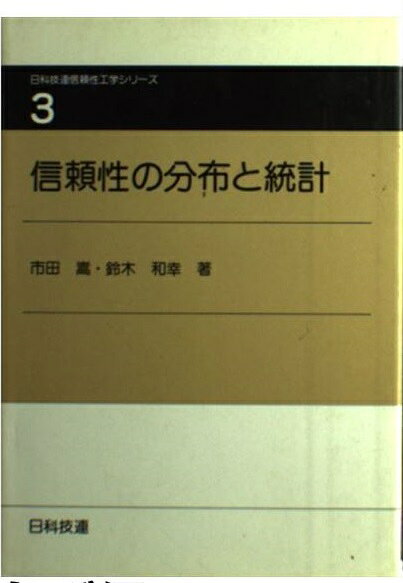 日科技連信頼性工学シリーズ
3
信頼性の分布と統計
市田 嵩・鈴木 和幸 著
日科技連